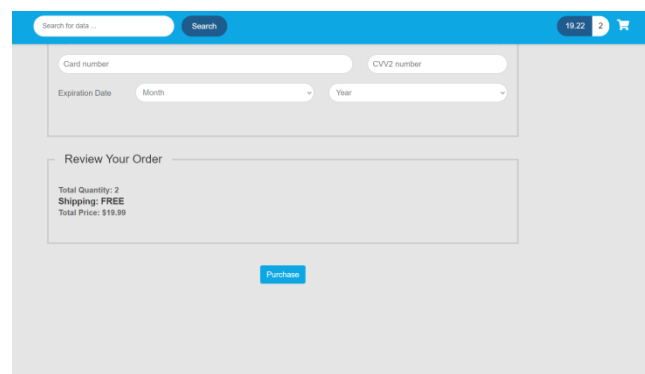 Search for data ... Search 19.22 2
Card number CVV2 number
Expiration Date Month Year
Review Your Order
Total Quantity: 2
Shipping: FREE
Total Price: $19.99
Purchase